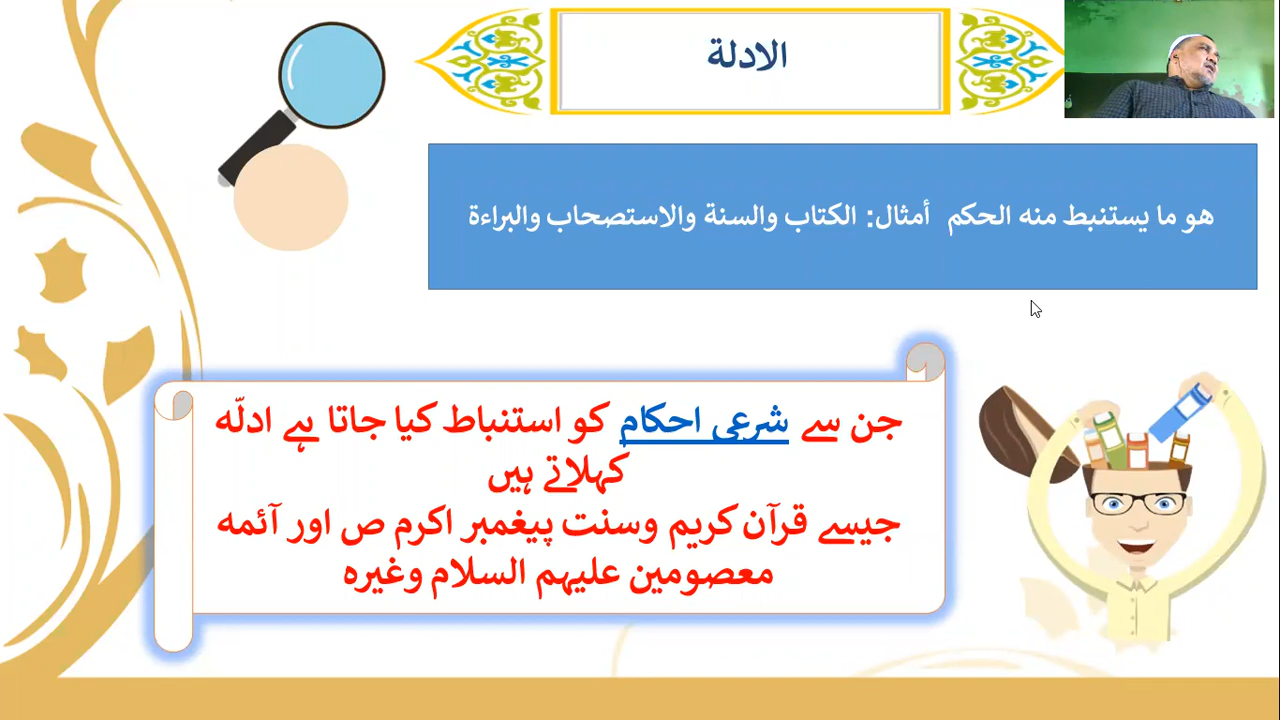 الادلة
هو ما يستنبط منه الحكم أمثال: الكتاب والسنة والاستصحاب والبراءة
جن سے شرعی احکام کو استنباط کیا جاتا ہے ادلّہ
کہلاتے ہیں
جیسے قرآن کریم وسنت پیغمبر اکرم ص اور آئمہ
معصومین علیہم السلام وغیرہ